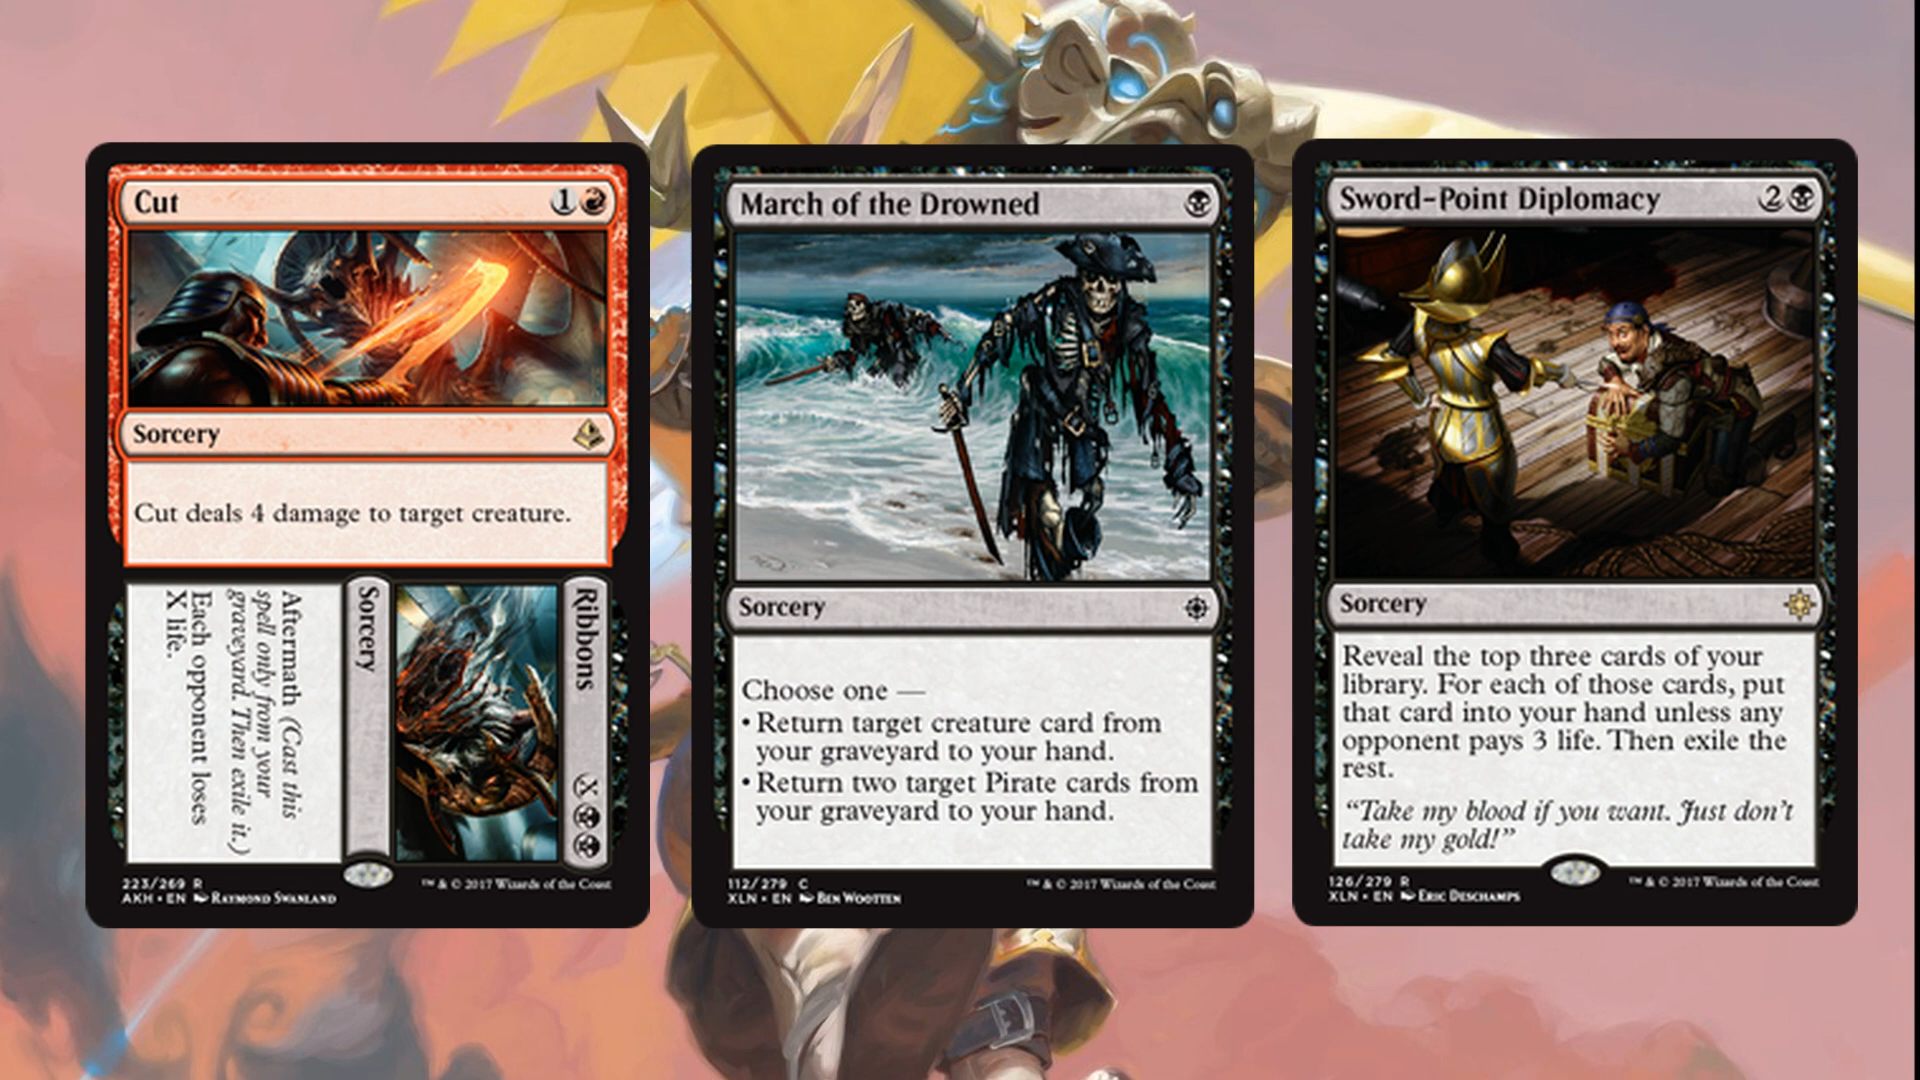 Cut 1
Sorcery
Cut deals 4 damage to target creature.
Ribbons X
Sorcery
Aftermath (Cast this
spell only from your
graveyard. Then exile it.)
Each opponent loses
X life.
223/269 R
AKH • EN Raymond Swanland
™ & © 2017 Wizards of the Coast
March of the Drowned
Sorcery
Choose one —
• Return target creature card from
your graveyard to your hand.
• Return two target Pirate cards from
your graveyard to your hand.
112/279 C
XLN • EN Ben Wootten
™ & © 2017 Wizards of the Coast
Sword-Point Diplomacy 2
Sorcery
Reveal the top three cards of your
library. For each of those cards, put
that card into your hand unless any
opponent pays 3 life. Then exile the
rest.
“Take my blood if you want. Just don’t
take my gold!”
126/279 R
XLN • EN Eric Deschamps
™ & © 2017 Wizards of the Coast